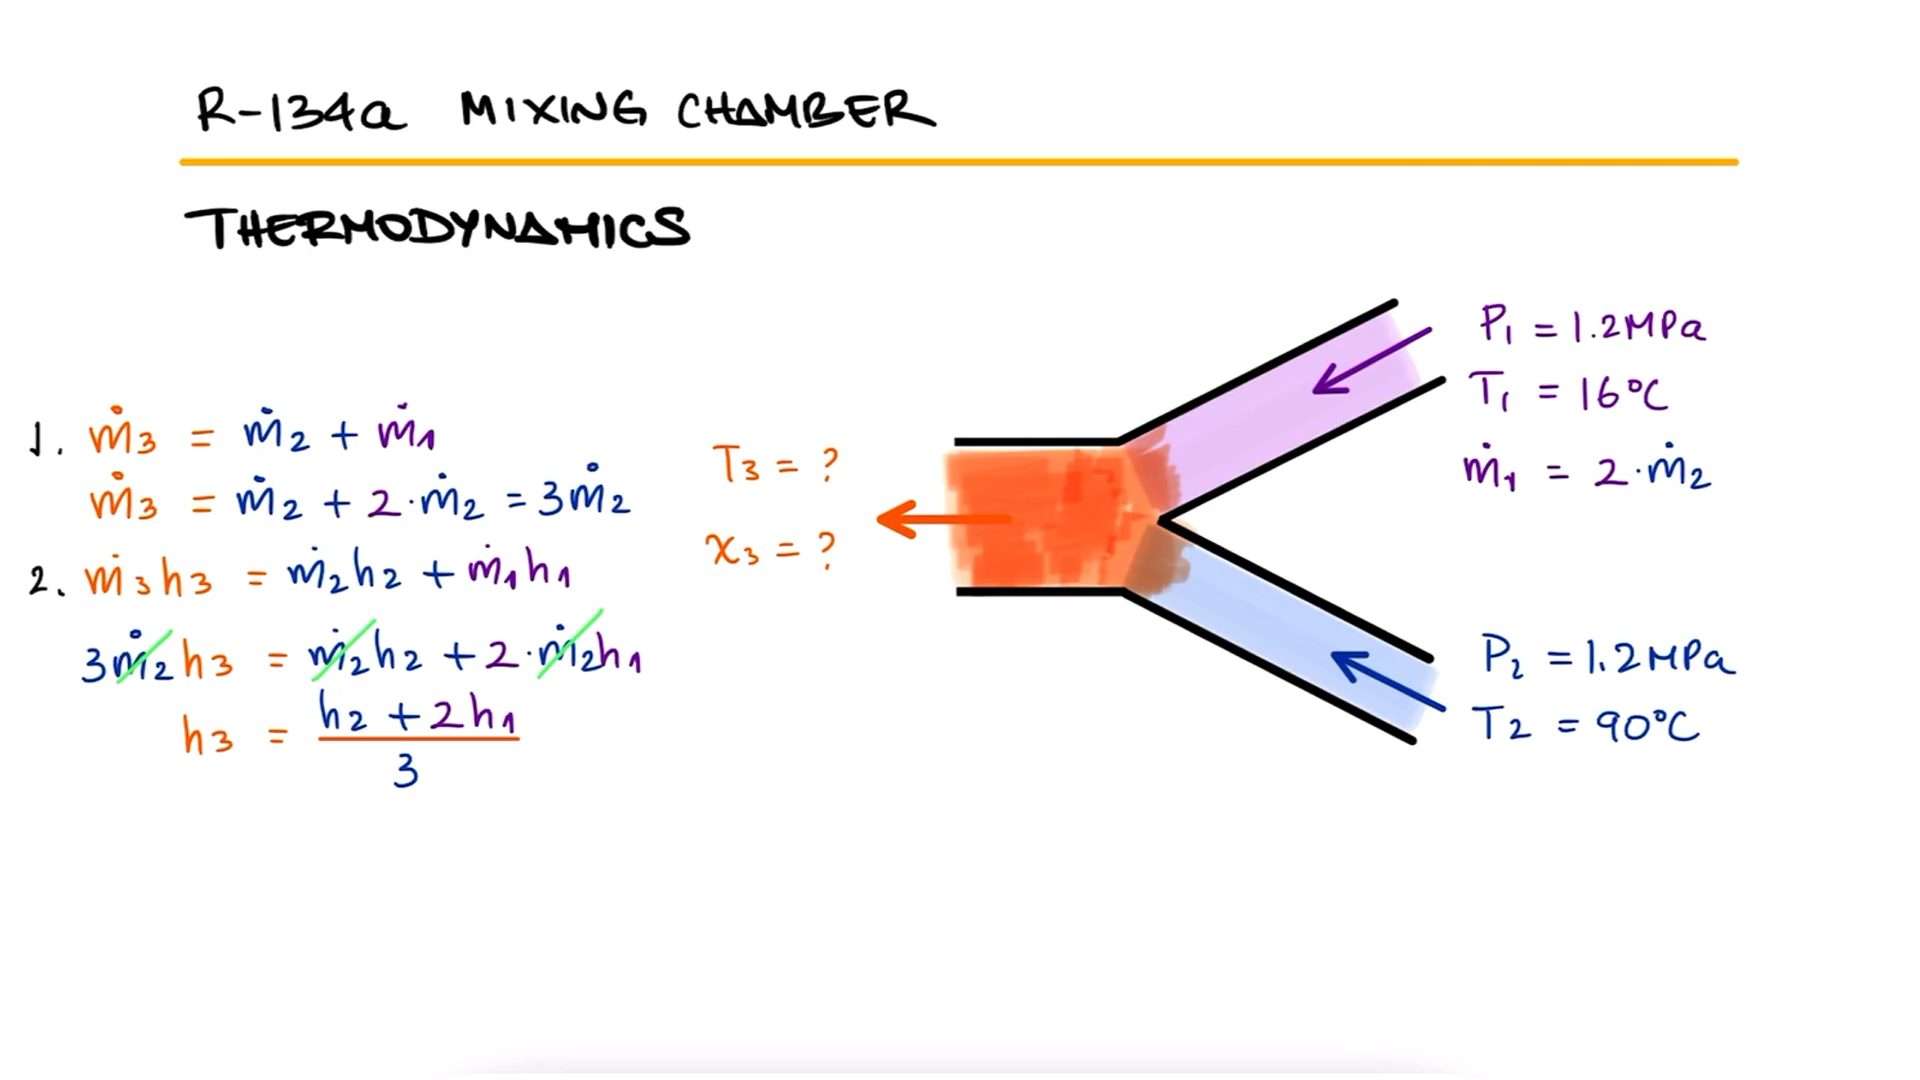 R-134a MIXING CHAMBER
THERMODYNAMICS
1. ṁ3 = ṁ2 + ṁ1
ṁ3 = ṁ2 + 2·ṁ2 = 3ṁ2
2. ṁ3h3 = ṁ2h2 + ṁ1h1
3ṁ2h3 = ṁ2h2 + 2·ṁ2h1
h3 = h2 + 2h1
3
T3 = ?
x3 = ?
P1 = 1.2MPa
T1 = 16°C
ṁ1 = 2·ṁ2
P2 = 1.2MPa
T2 = 90°C